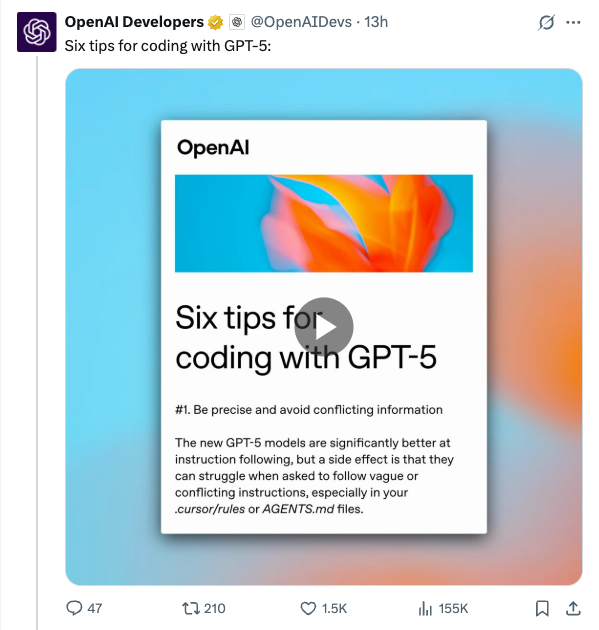 OpenAI Developers @OpenAIDevs · 13h
Six tips for coding with GPT-5:
OpenAI
Six tips for
coding with GPT-5
#1. Be precise and avoid conflicting information
The new GPT-5 models are significantly better at
instruction following, but a side effect is that they
can struggle when asked to follow vague or
conflicting instructions, especially in your
.cursor/rules or AGENTS.md files.
47 210 1.5K 155K